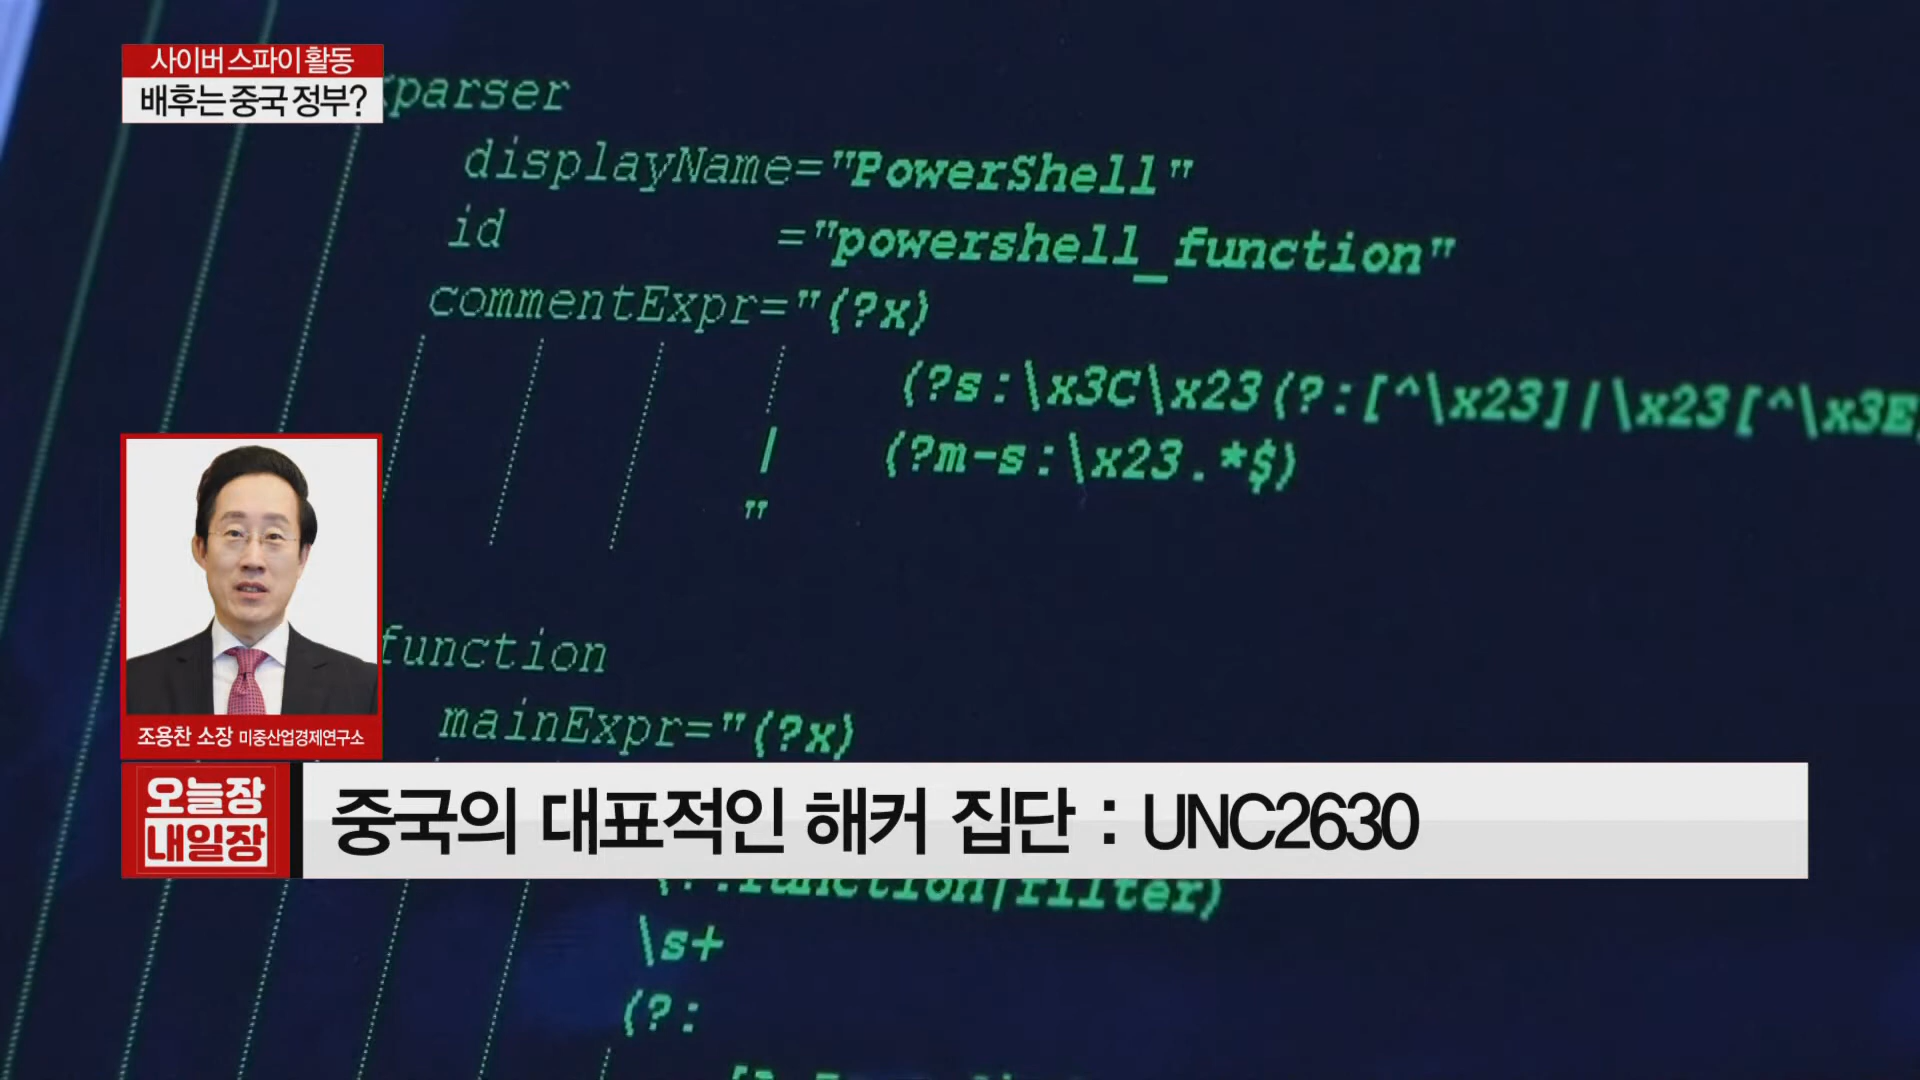 사이버 스파이 활동
배후는 중국 정부?
parser
displayName="PowerShell"
id ="powershell_function"
commentExpr="(?x)
(?s:\x3C\x23(?:[^\x23]|\x23[^\x3E
| (?m-s:\x23.*$)
"
function
mainExpr="(?x)
조용찬 소장 미중산업경제연구소
오늘장
내일장
중국의 대표적인 해커 집단 : UNC2630
function|filter)
\s+
(?: